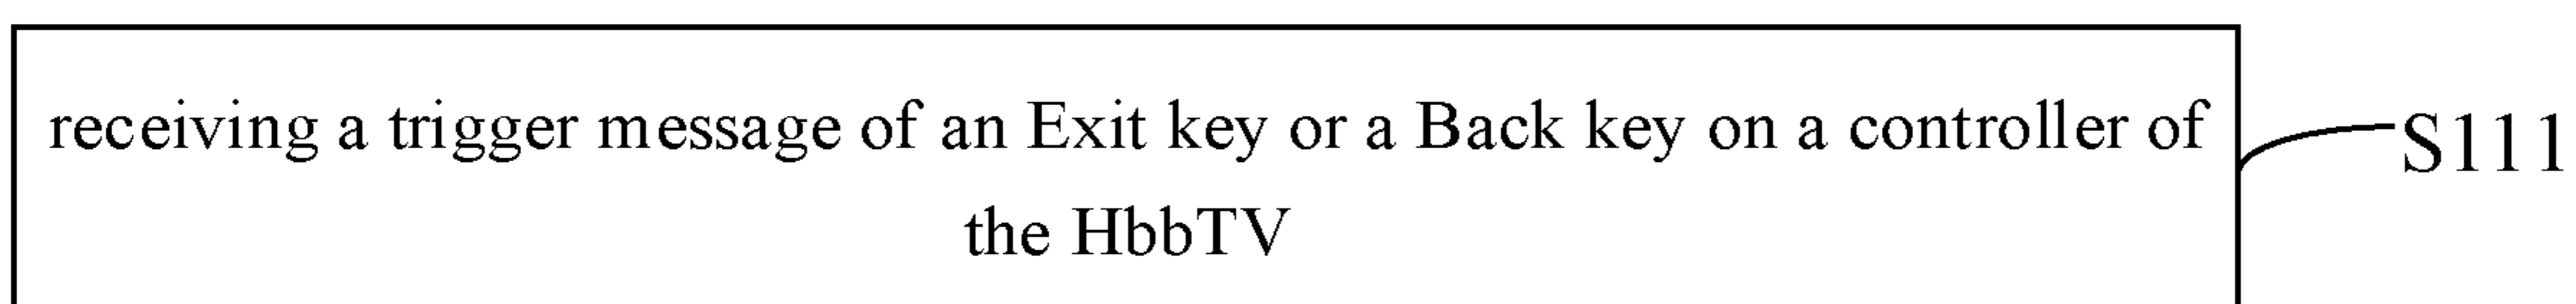 receiving a trigger message of an Exit key or a Back key on a controller of
the HbbTV
S111